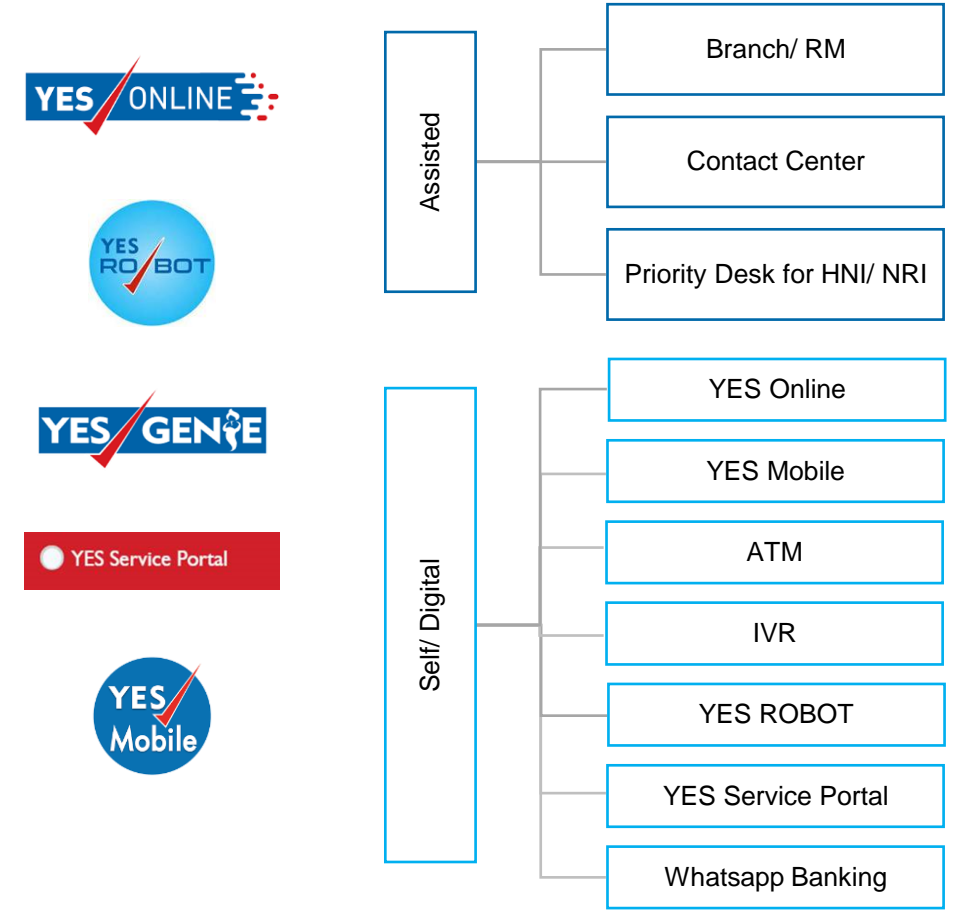 YES ONLINE
YES
ROBOT
YES GENIE
YES Service Portal
YES
Mobile
Assisted
Branch/ RM
Contact Center
Priority Desk for HNI/ NRI
Self/ Digital
YES Online
YES Mobile
ATM
IVR
YES ROBOT
YES Service Portal
Whatsapp Banking